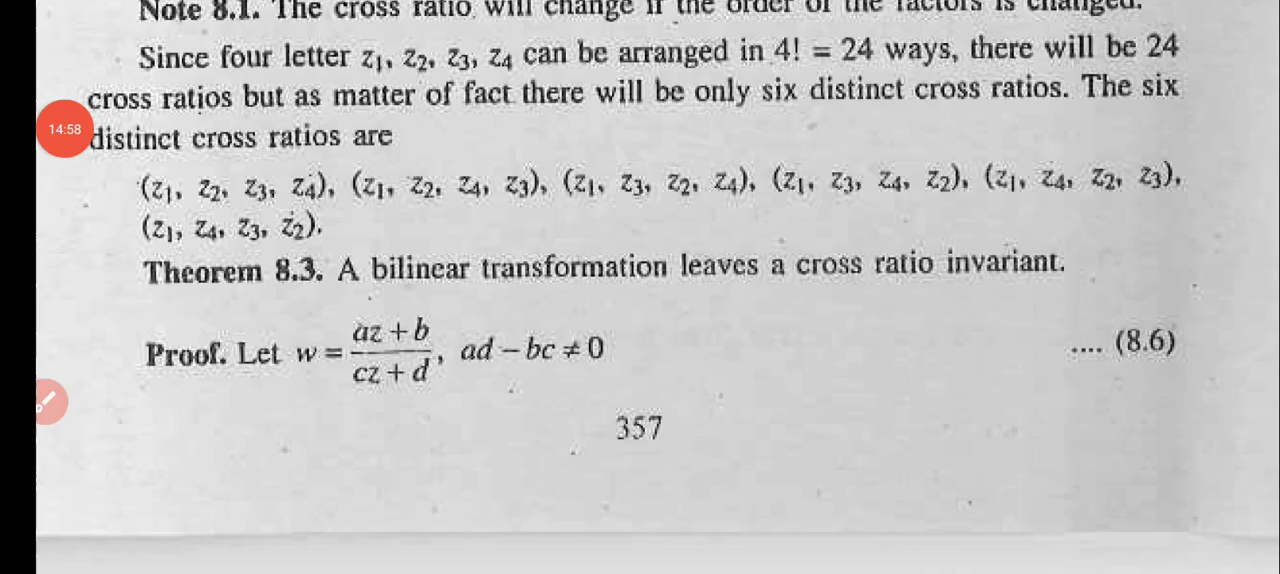 Note 8.1. The cross ratio will change if the order of the factors is changed.
Since four letter z₁, z₂, z₃, z₄ can be arranged in 4! = 24 ways, there will be 24
cross ratios but as matter of fact there will be only six distinct cross ratios. The six
14:58
distinct cross ratios are
(z₁, z₂, z₃, z₄), (z₁, z₂, z₄, z₃), (z₁, z₃, z₂, z₄), (z₁, z₃, z₄, z₂), (z₁, z₄, z₂, z₃),
(z₁, z₄, z₃, z₂).
Theorem 8.3. A bilinear transformation leaves a cross ratio invariant.
Proof. Let w = (az + b)/(cz + d), ad – bc ≠ 0 .... (8.6)
357